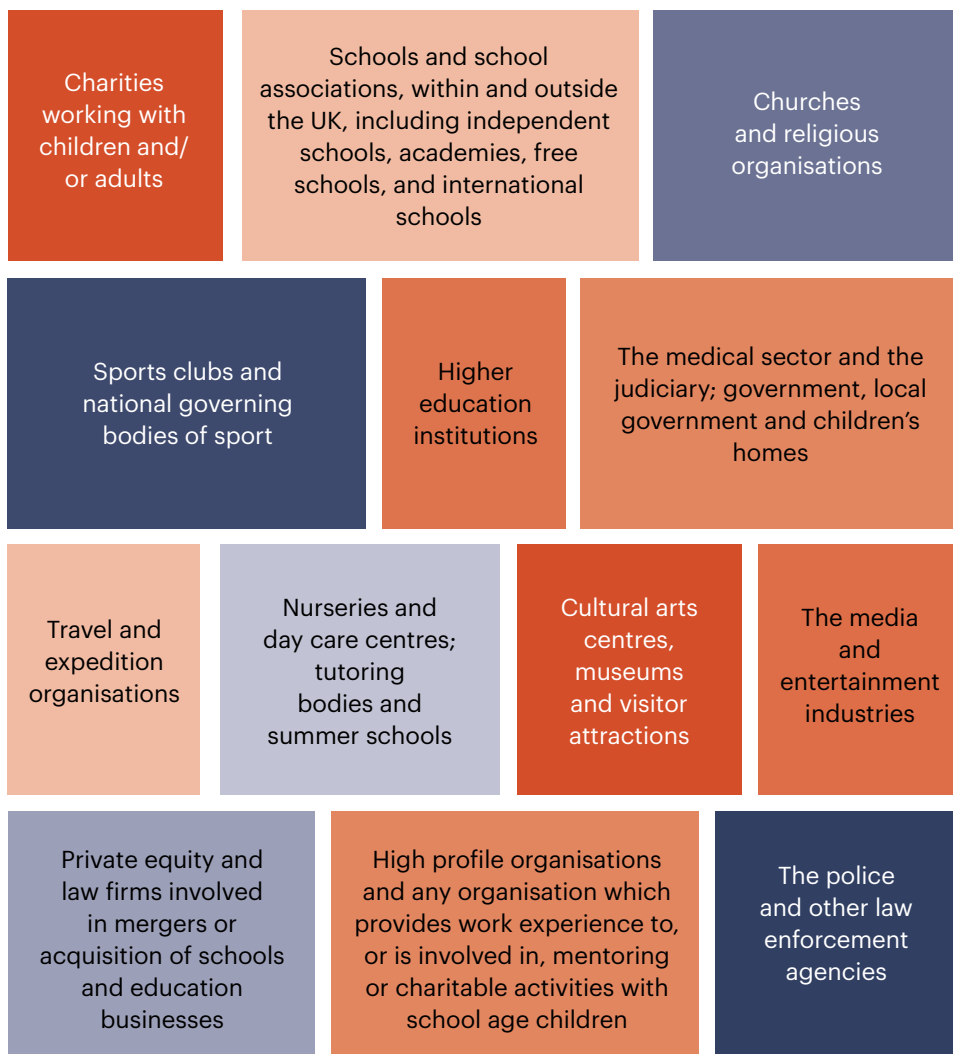 Charities
working with
children and/
or adults
Schools and school
associations, within and outside
the UK, including independent
schools, academies, free
schools, and international
schools
Churches
and religious
organisations
Sports clubs and
national governing
bodies of sport
Higher
education
institutions
The medical sector and the
judiciary; government, local
government and children’s
homes
Travel and
expedition
organisations
Nurseries and
day care centres;
tutoring
bodies and
summer schools
Cultural arts
centres,
museums
and visitor
attractions
The media
and
entertainment
industries
Private equity and
law firms involved
in mergers or
acquisition of schools
and education
businesses
High profile organisations
and any organisation which
provides work experience to,
or is involved in, mentoring
or charitable activities with
school age children
The police
and other law
enforcement
agencies